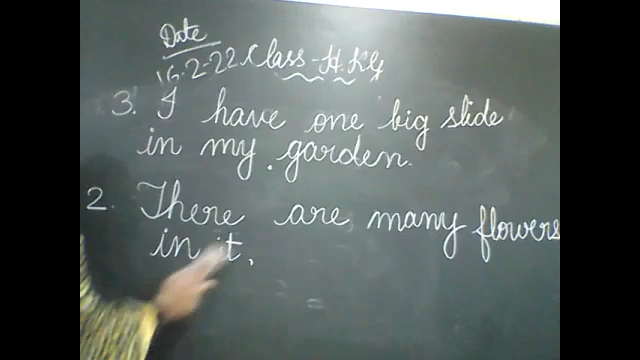 Date
16.2-22. Class-H.KG
3. I have one big slide
in my garden.
2. There are many flowers
in it.